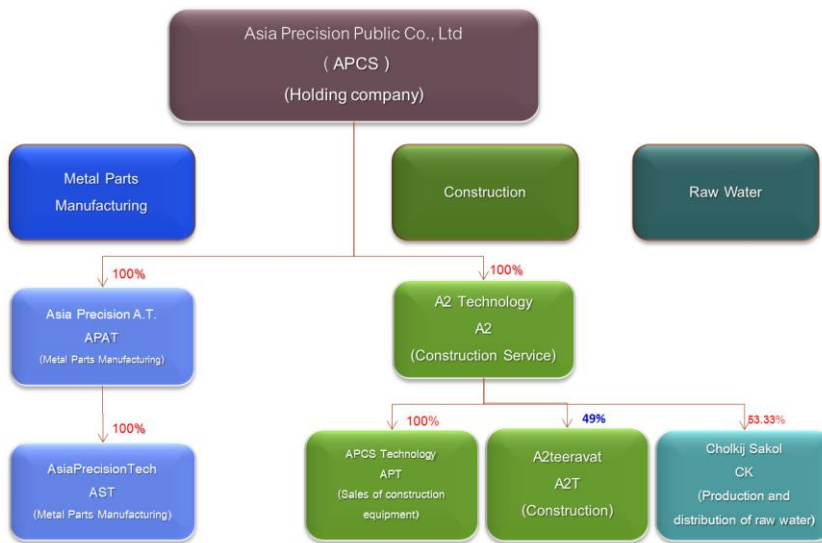 Asia Precision Public Co., Ltd
( APCS )
(Holding company)
Metal Parts
Manufacturing
Construction
Raw Water
100%
100%
Asia Precision A.T.
APAT
(Metal Parts Manufacturing)
A2 Technology
A2
(Construction Service)
100%
100%
49%
53.33%
AsiaPrecisionTech
AST
(Metal Parts Manufacturing)
APCS Technology
APT
(Sales of construction
equipment)
A2teeravat
A2T
(Construction)
Cholkij Sakol
CK
(Production and
distribution of raw water)